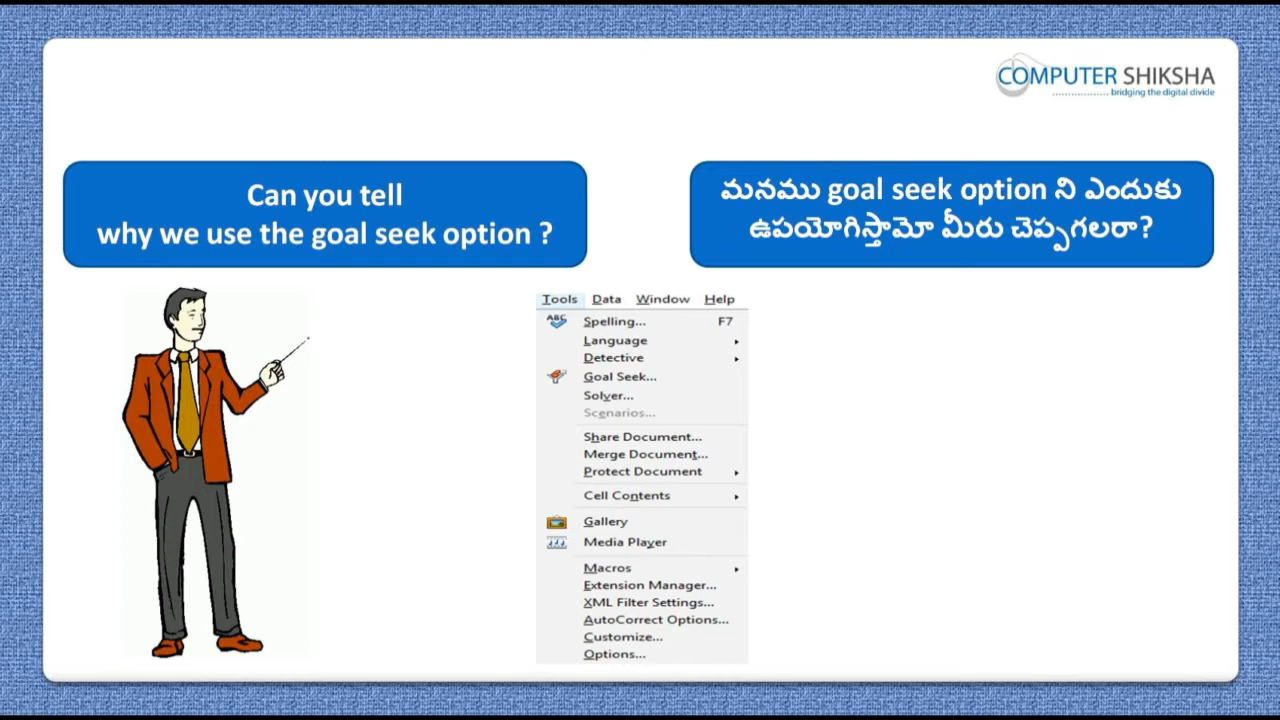 COMPUTER SHIKSHA
..................bridging the digital divide
Can you tell
why we use the goal seek option ?
మనము goal seek option ని ఎందుకు
ఉపయోగిస్తామో మీరు చెప్పగలరా?
Tools Data Window Help
ABC Spelling... F7
Language
Detective
Goal Seek...
Solver...
Scenarios...
Share Document...
Merge Document...
Protect Document
Cell Contents
Gallery
Media Player
Macros
Extension Manager...
XML Filter Settings...
AutoCorrect Options...
Customize...
Options...